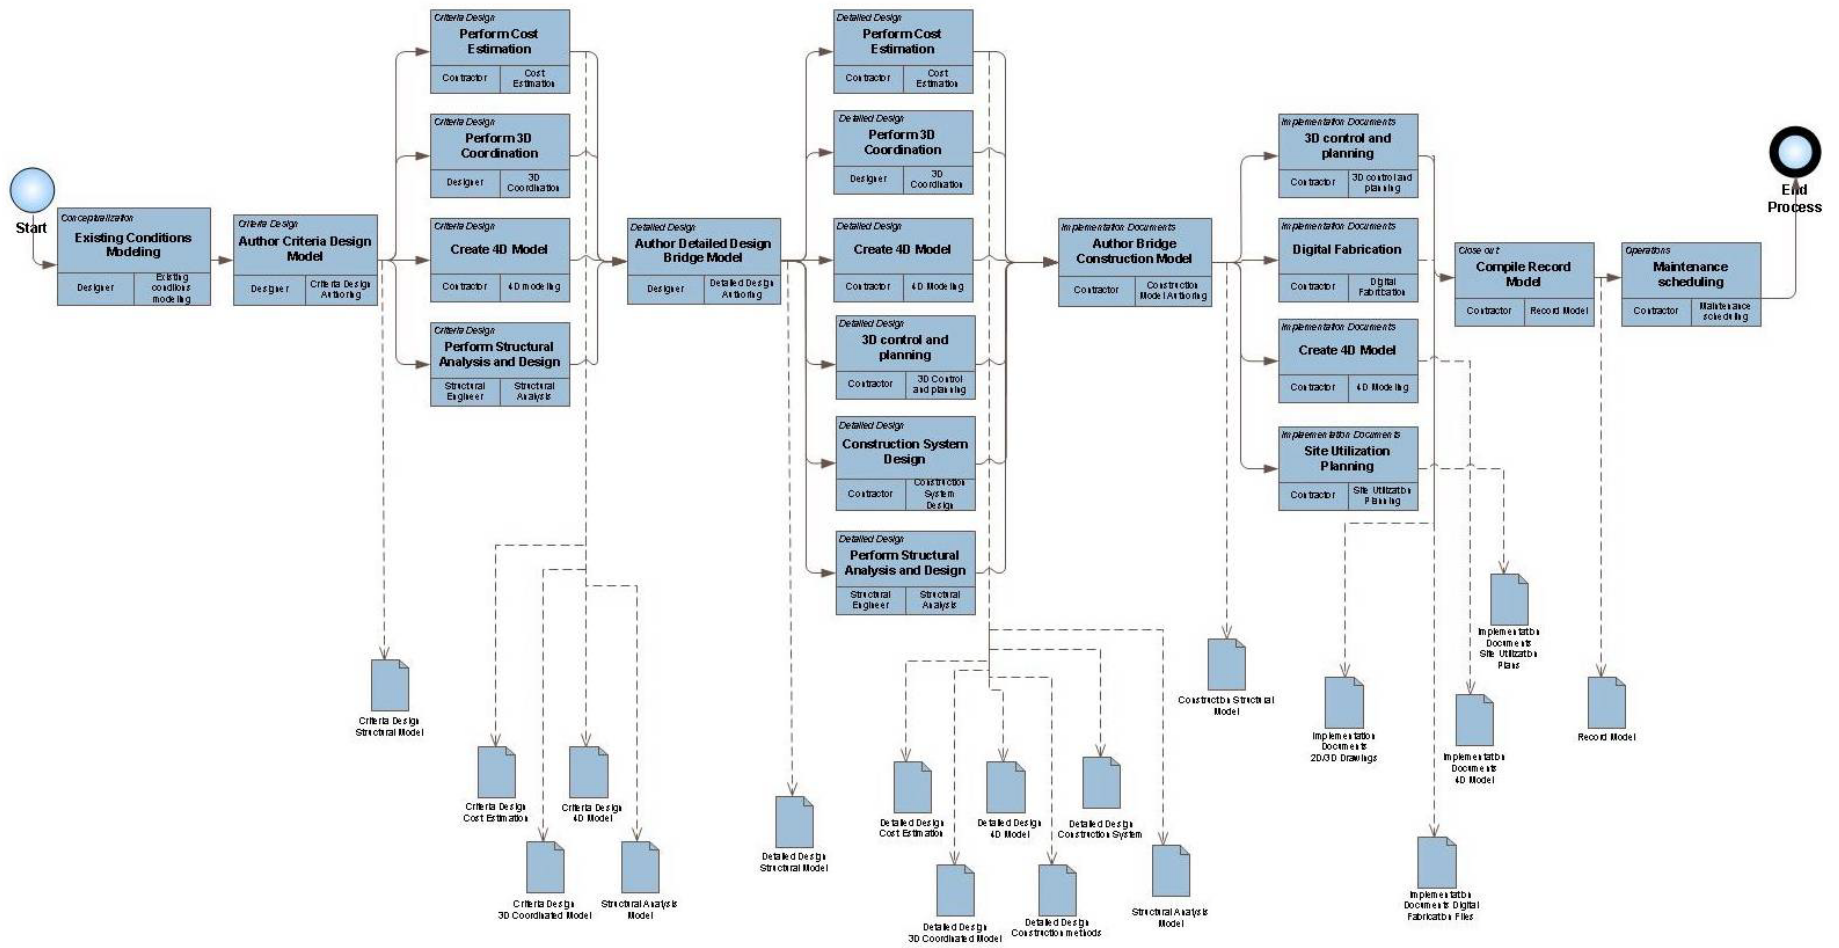 Start
Conceptualization
Existing Conditions
Modeling
Designer
Existing
conditions
modeling
Criteria Design
Author Criteria Design
Model
Designer
Criteria Design
Authoring
Criteria Design
Perform Cost
Estimation
Contractor
Cost
Estimation
Criteria Design
Perform 3D
Coordination
Designer
3D
Coordination
Criteria Design
Create 4D Model
Contractor
4D modeling
Criteria Design
Perform Structural
Analysis and Design
Structural
Engineer
Structural
Analysis
Detailed Design
Author Detailed Design
Bridge Model
Designer
Detailed Design
Authoring
Detailed Design
Perform Cost
Estimation
Contractor
Cost
Estimation
Detailed Design
Perform 3D
Coordination
Designer
3D
Coordination
Detailed Design
Create 4D Model
Contractor
4D Modeling
Detailed Design
3D control and
planning
Contractor
3D Control
and planning
Detailed Design
Construction System
Design
Contractor
Construction
System
Design
Detailed Design
Perform Structural
Analysis and Design
Structural
Engineer
Structural
Analysis
Implementation Documents
Author Bridge
Construction Model
Contractor
Construction
Model Authoring
Implementation Documents
3D control and
planning
Contractor
3D control and
planning
Implementation Documents
Digital Fabrication
Contractor
Digital
Fabrication
Implementation Documents
Create 4D Model
Contractor
4D Modeling
Implementation Documents
Site Utilization
Planning
Contractor
Site Utilization
Planning
Close out
Compile Record
Model
Contractor
Record Model
Operations
Maintenance
scheduling
Contractor
Maintenance
scheduling
End
Process
Criteria Design
Structural Model
Criteria Design
Cost Estimation
Criteria Design
4D Model
Criteria Design
3D Coordinated Model
Structural Analysis
Model
Detailed Design
Structural Model
Detailed Design
Cost Estimation
Detailed Design
4D Model
Detailed Design
Construction System
Detailed Design
3D Coordinated Model
Detailed Design
Construction methods
Structural Analysis
Model
Construction Structural
Model
Implementation
Documents
2D/3D Drawings
Implementation
Documents
4D Model
Implementation
Documents
Site Utilization
Plans
Implementation
Documents Digital
Fabrication Files
Record Model